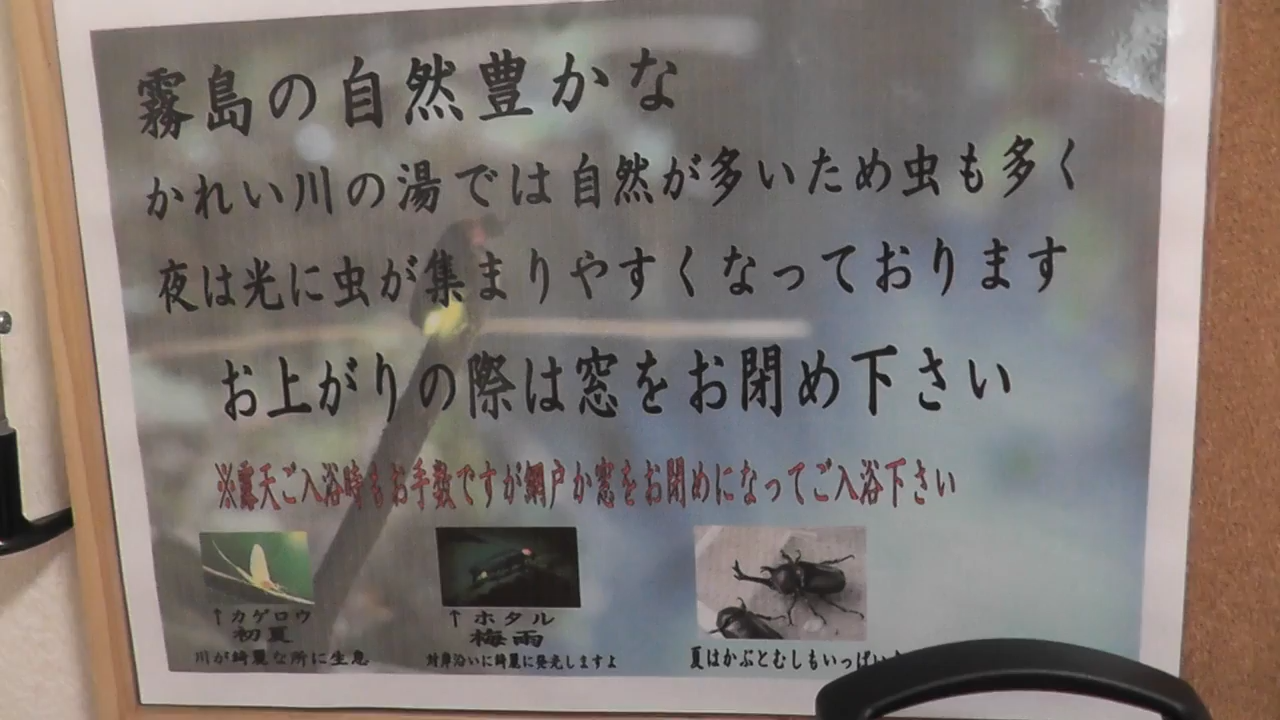 霧島の自然豊かな
かれい川の湯では自然が多いため虫も多く
夜は光に虫が集まりやすくなっております
お上がりの際は窓をお閉め下さい
※露天ご入浴時もお手数ですが網戸か窓をお閉めになってご入浴下さい
↑カゲロウ
初夏
川が綺麗な所に生息
↑ホタル
梅雨
対岸沿いに綺麗に発光しますよ
夏はかぶとむしもいっぱい